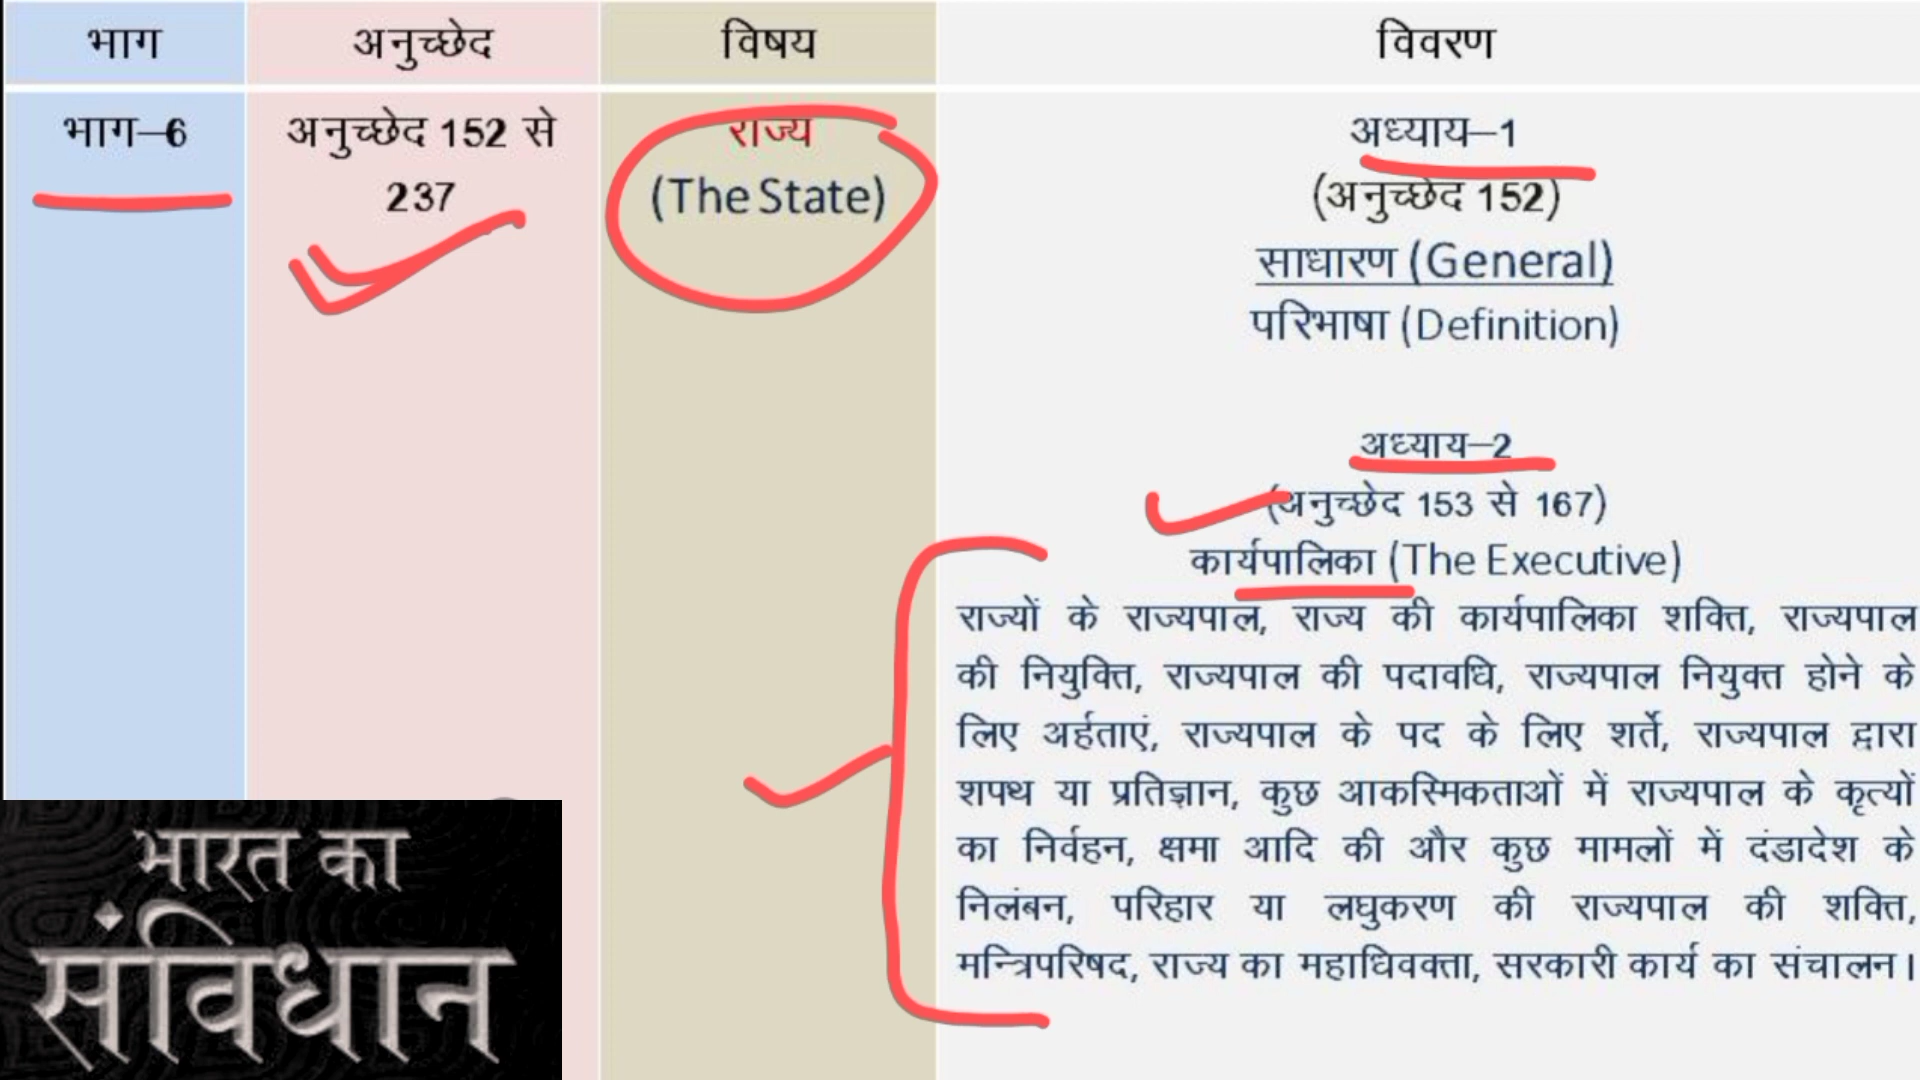 भाग
अनुच्छेद
विषय
विवरण
भाग–6
अनुच्छेद 152 से
237
राज्य
(The State)
अध्याय–1
(अनुच्छेद 152)
साधारण (General)
परिभाषा (Definition)
अध्याय–2
(अनुच्छेद 153 से 167)
कार्यपालिका (The Executive)
राज्यों के राज्यपाल, राज्य की कार्यपालिका शक्ति, राज्यपाल
की नियुक्ति, राज्यपाल की पदावधि, राज्यपाल नियुक्त होने के
लिए अर्हताएं, राज्यपाल के पद के लिए शर्ते, राज्यपाल द्वारा
शपथ या प्रतिज्ञान, कुछ आकस्मिकताओं में राज्यपाल के कृत्यों
का निर्वहन, क्षमा आदि की और कुछ मामलों में दंडादेश के
निलंबन, परिहार या लघुकरण की राज्यपाल की शक्ति,
मन्त्रिपरिषद, राज्य का महाधिवक्ता, सरकारी कार्य का संचालन।
भारत का
संविधान